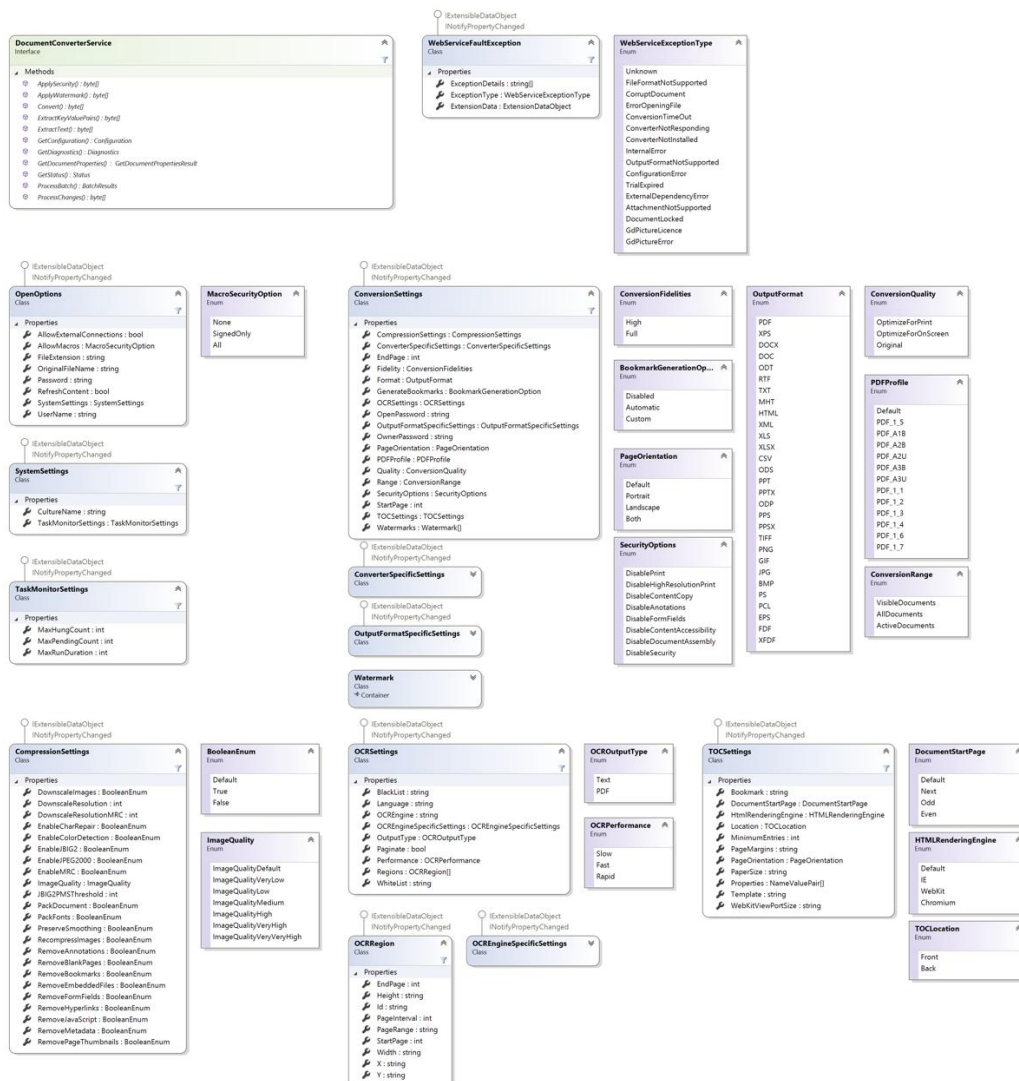 DocumentConverterService
Interface
Methods
ApplySecurity() : byte[]
ApplyWatermark() : byte[]
Convert() : byte[]
ExtractKeyValuePairs() : byte[]
ExtractText() : byte[]
GetConfiguration() : Configuration
GetDiagnostics() : Diagnostics
GetDocumentProperties() : GetDocumentPropertiesResult
GetStatus() : Status
ProcessBatch() : BatchResults
ProcessChanges() : byte[]
IExtensibleDataObject
INotifyPropertyChanged
WebServiceFaultException
Class
Properties
ExceptionDetails : string[]
ExceptionType : WebServiceExceptionType
ExtensionData : ExtensionDataObject
WebServiceExceptionType
Enum
Unknown
FileFormatNotSupported
CorruptDocument
ErrorOpeningFile
ConversionTimeOut
ConverterNotResponding
ConverterNotInstalled
InternalError
OutputFormatNotSupported
ConfigurationError
TrialExpired
ExternalDependencyError
AttachmentNotSupported
DocumentLocked
GdPictureLicence
GdPictureError
IExtensibleDataObject
INotifyPropertyChanged
OpenOptions
Class
Properties
AllowExternalConnections : bool
AllowMacros : MacroSecurityOption
FileExtension : string
OriginalFileName : string
Password : string
RefreshContent : bool
SystemSettings : SystemSettings
UserName : string
MacroSecurityOption
Enum
None
SignedOnly
All
IExtensibleDataObject
INotifyPropertyChanged
SystemSettings
Class
Properties
CultureName : string
TaskMonitorSettings : TaskMonitorSettings
IExtensibleDataObject
INotifyPropertyChanged
TaskMonitorSettings
Class
Properties
MaxHungCount : int
MaxPendingCount : int
MaxRunDuration : int
IExtensibleDataObject
INotifyPropertyChanged
ConversionSettings
Class
Properties
CompressionSettings : CompressionSettings
ConverterSpecificSettings : ConverterSpecificSettings
EndPage : int
Fidelity : ConversionFidelities
Format : OutputFormat
GenerateBookmarks : BookmarkGenerationOption
OCRSettings : OCRSettings
OpenPassword : string
OutputFormatSpecificSettings : OutputFormatSpecificSettings
OwnerPassword : string
PageOrientation : PageOrientation
PDFProfile : PDFProfile
Quality : ConversionQuality
Range : ConversionRange
SecurityOptions : SecurityOptions
StartPage : int
TOCSettings : TOCSettings
Watermarks : Watermark[]
IExtensibleDataObject
INotifyPropertyChanged
ConverterSpecificSettings
Class
IExtensibleDataObject
INotifyPropertyChanged
OutputFormatSpecificSettings
Class
Watermark
Class
Container
ConversionFidelities
Enum
High
Full
BookmarkGenerationOp...
Enum
Disabled
Automatic
Custom
PageOrientation
Enum
Default
Portrait
Landscape
Both
SecurityOptions
Enum
DisablePrint
DisableHighResolutionPrint
DisableContentCopy
DisableAnotations
DisableFormFields
DisableContentAccessibility
DisableDocumentAssembly
DisableSecurity
OutputFormat
Enum
PDF
XPS
DOCX
DOC
ODT
RTF
TXT
MHT
HTML
XML
XLS
XLSX
CSV
ODS
PPT
PPTX
ODP
PPS
PPSX
TIFF
PNG
GIF
JPG
BMP
PS
PCL
EPS
FDF
XFDF
ConversionQuality
Enum
OptimizeForPrint
OptimizeForOnScreen
Original
PDFProfile
Enum
Default
PDF_1_5
PDF_A1B
PDF_A2B
PDF_A2U
PDF_A3B
PDF_A3U
PDF_1_1
PDF_1_2
PDF_1_3
PDF_1_4
PDF_1_6
PDF_1_7
ConversionRange
Enum
VisibleDocuments
AllDocuments
ActiveDocuments
IExtensibleDataObject
INotifyPropertyChanged
CompressionSettings
Class
Properties
DownscaleImages : BooleanEnum
DownscaleResolution : int
DownscaleResolutionMRC : int
EnableCharRepair : BooleanEnum
EnableColorDetection : BooleanEnum
EnableJBIG2 : BooleanEnum
EnableJPEG2000 : BooleanEnum
EnableMRC : BooleanEnum
ImageQuality : ImageQuality
JBIG2PMSThreshold : int
PackDocument : BooleanEnum
PackFonts : BooleanEnum
PreserveSmoothing : BooleanEnum
RecompressImages : BooleanEnum
RemoveAnnotations : BooleanEnum
RemoveBlankPages : BooleanEnum
RemoveBookmarks : BooleanEnum
RemoveEmbeddedFiles : BooleanEnum
RemoveFormFields : BooleanEnum
RemoveHyperlinks : BooleanEnum
RemoveJavaScript : BooleanEnum
RemoveMetadata : BooleanEnum
RemovePageThumbnails : BooleanEnum
BooleanEnum
Enum
Default
True
False
ImageQuality
Enum
ImageQualityDefault
ImageQualityVeryLow
ImageQualityLow
ImageQualityMedium
ImageQualityHigh
ImageQualityVeryHigh
ImageQualityVeryVeryHigh
IExtensibleDataObject
INotifyPropertyChanged
OCRSettings
Class
Properties
BlackList : string
Language : string
OCREngine : string
OCREngineSpecificSettings : OCREngineSpecificSettings
OutputType : OCROutputType
Paginate : bool
Performance : OCRPerformance
Regions : OCRRegion[]
WhiteList : string
OCROutputType
Enum
Text
PDF
OCRPerformance
Enum
Slow
Fast
Rapid
IExtensibleDataObject
INotifyPropertyChanged
OCRRegion
Class
Properties
EndPage : int
Height : string
Id : string
PageInterval : int
PageRange : string
StartPage : int
Width : string
X : string
Y : string
IExtensibleDataObject
INotifyPropertyChanged
OCREngineSpecificSettings
Class
IExtensibleDataObject
INotifyPropertyChanged
TOCSettings
Class
Properties
Bookmark : string
DocumentStartPage : DocumentStartPage
HtmlRenderingEngine : HTMLRenderingEngine
Location : TOCLocation
MinimumEntries : int
PageMargins : string
PageOrientation : PageOrientation
PaperSize : string
Properties : NameValuePair[]
Template : string
WebKitViewPortSize : string
DocumentStartPage
Enum
Default
Next
Odd
Even
HTMLRenderingEngine
Enum
Default
IE
WebKit
Chromium
TOCLocation
Enum
Front
Back